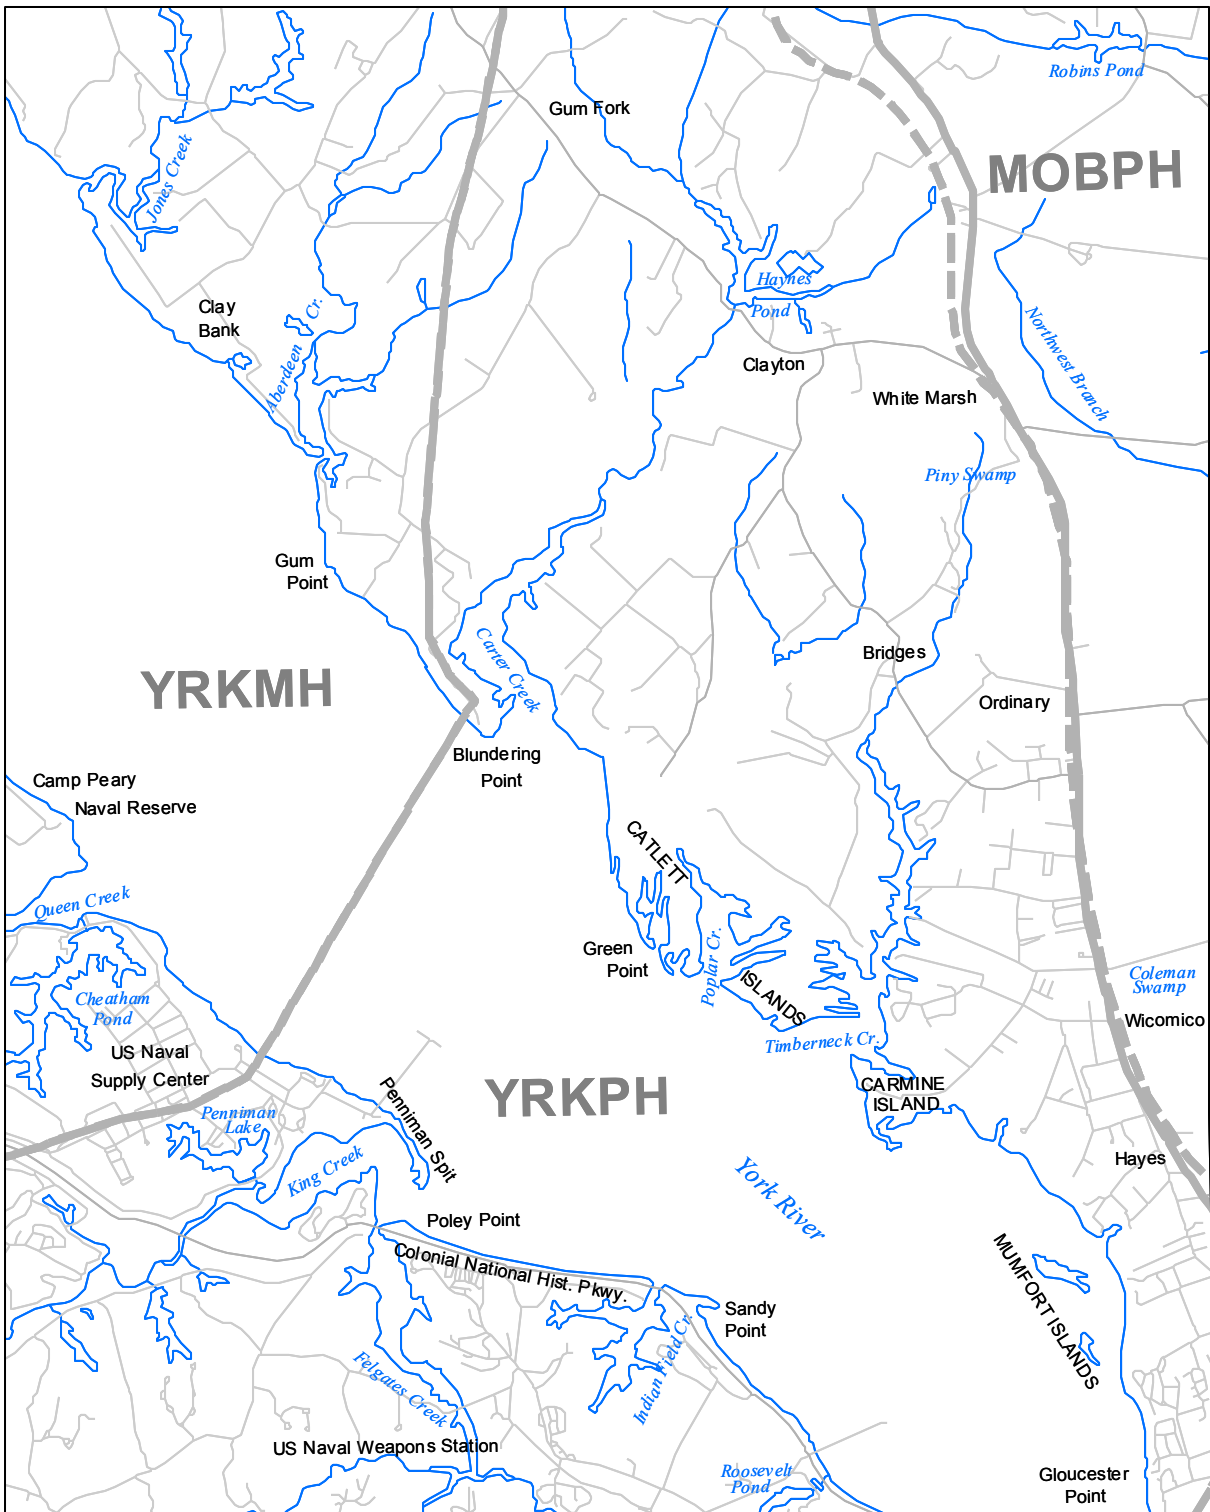 Robins Pond
Gum Fork
MOBPH
Jones Creek
Haynes
Pond
Clay
Bank
Aberdeen Cr.
Northwest Branch
Clayton
White Marsh
Piny Swamp
Gum
Point
Carter Creek
Bridges
YRKMH
Ordinary
Blundering
Point
Camp Peary
Naval Reserve
CATLETT
ISLANDS
Queen Creek
Green
Point
Poplar Cr.
Coleman
Swamp
Cheatham
Pond
Wicomico
Timberneck Cr.
US Naval
Supply Center
YRKPH
CARMINE
ISLAND
Penniman Spit
Penniman
Lake
King Creek
York River
Hayes
Poley Point
Colonial National Hist. Pkwy.
MUMFORT ISLANDS
Sandy
Point
Indian Field Cr.
Felgates Creek
US Naval Weapons Station
Roosevelt
Pond
Gloucester
Point